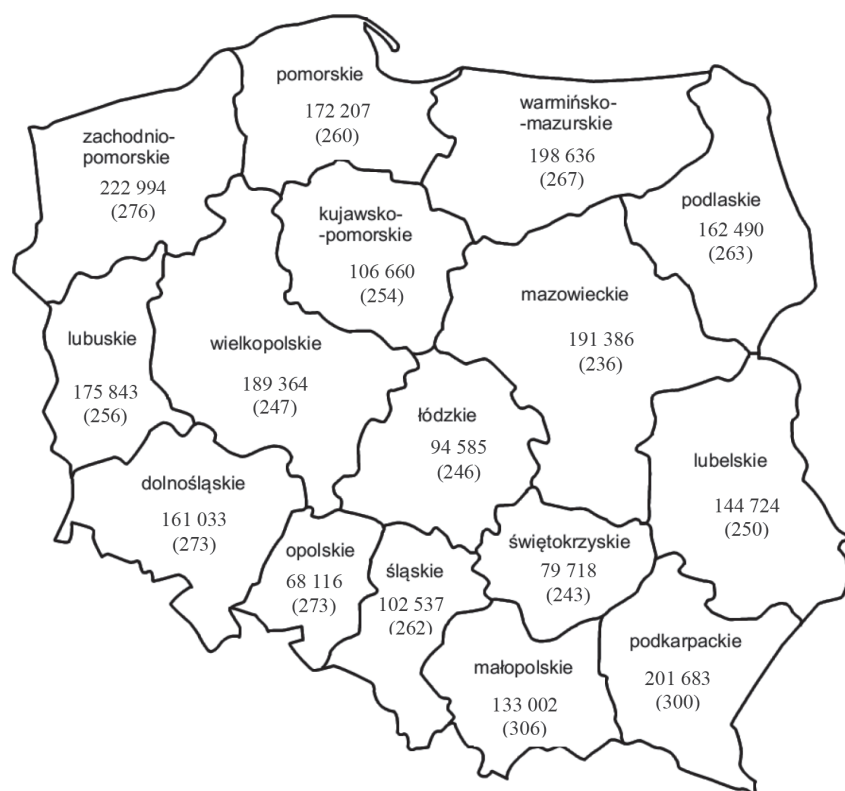 pomorskie
172 207
(260)
warmińsko-
-mazurskie
198 636
(267)
zachodnio-
pomorskie
222 994
(276)
podlaskie
162 490
(263)
kujawsko-
-pomorskie
106 660
(254)
mazowieckie
191 386
(236)
lubuskie
175 843
(256)
wielkopolskie
189 364
(247)
łódzkie
94 585
(246)
lubelskie
144 724
(250)
dolnośląskie
161 033
(273)
opolskie
68 116
(273)
śląskie
102 537
(262)
świętokrzyskie
79 718
(243)
małopolskie
133 002
(306)
podkarpackie
201 683
(300)